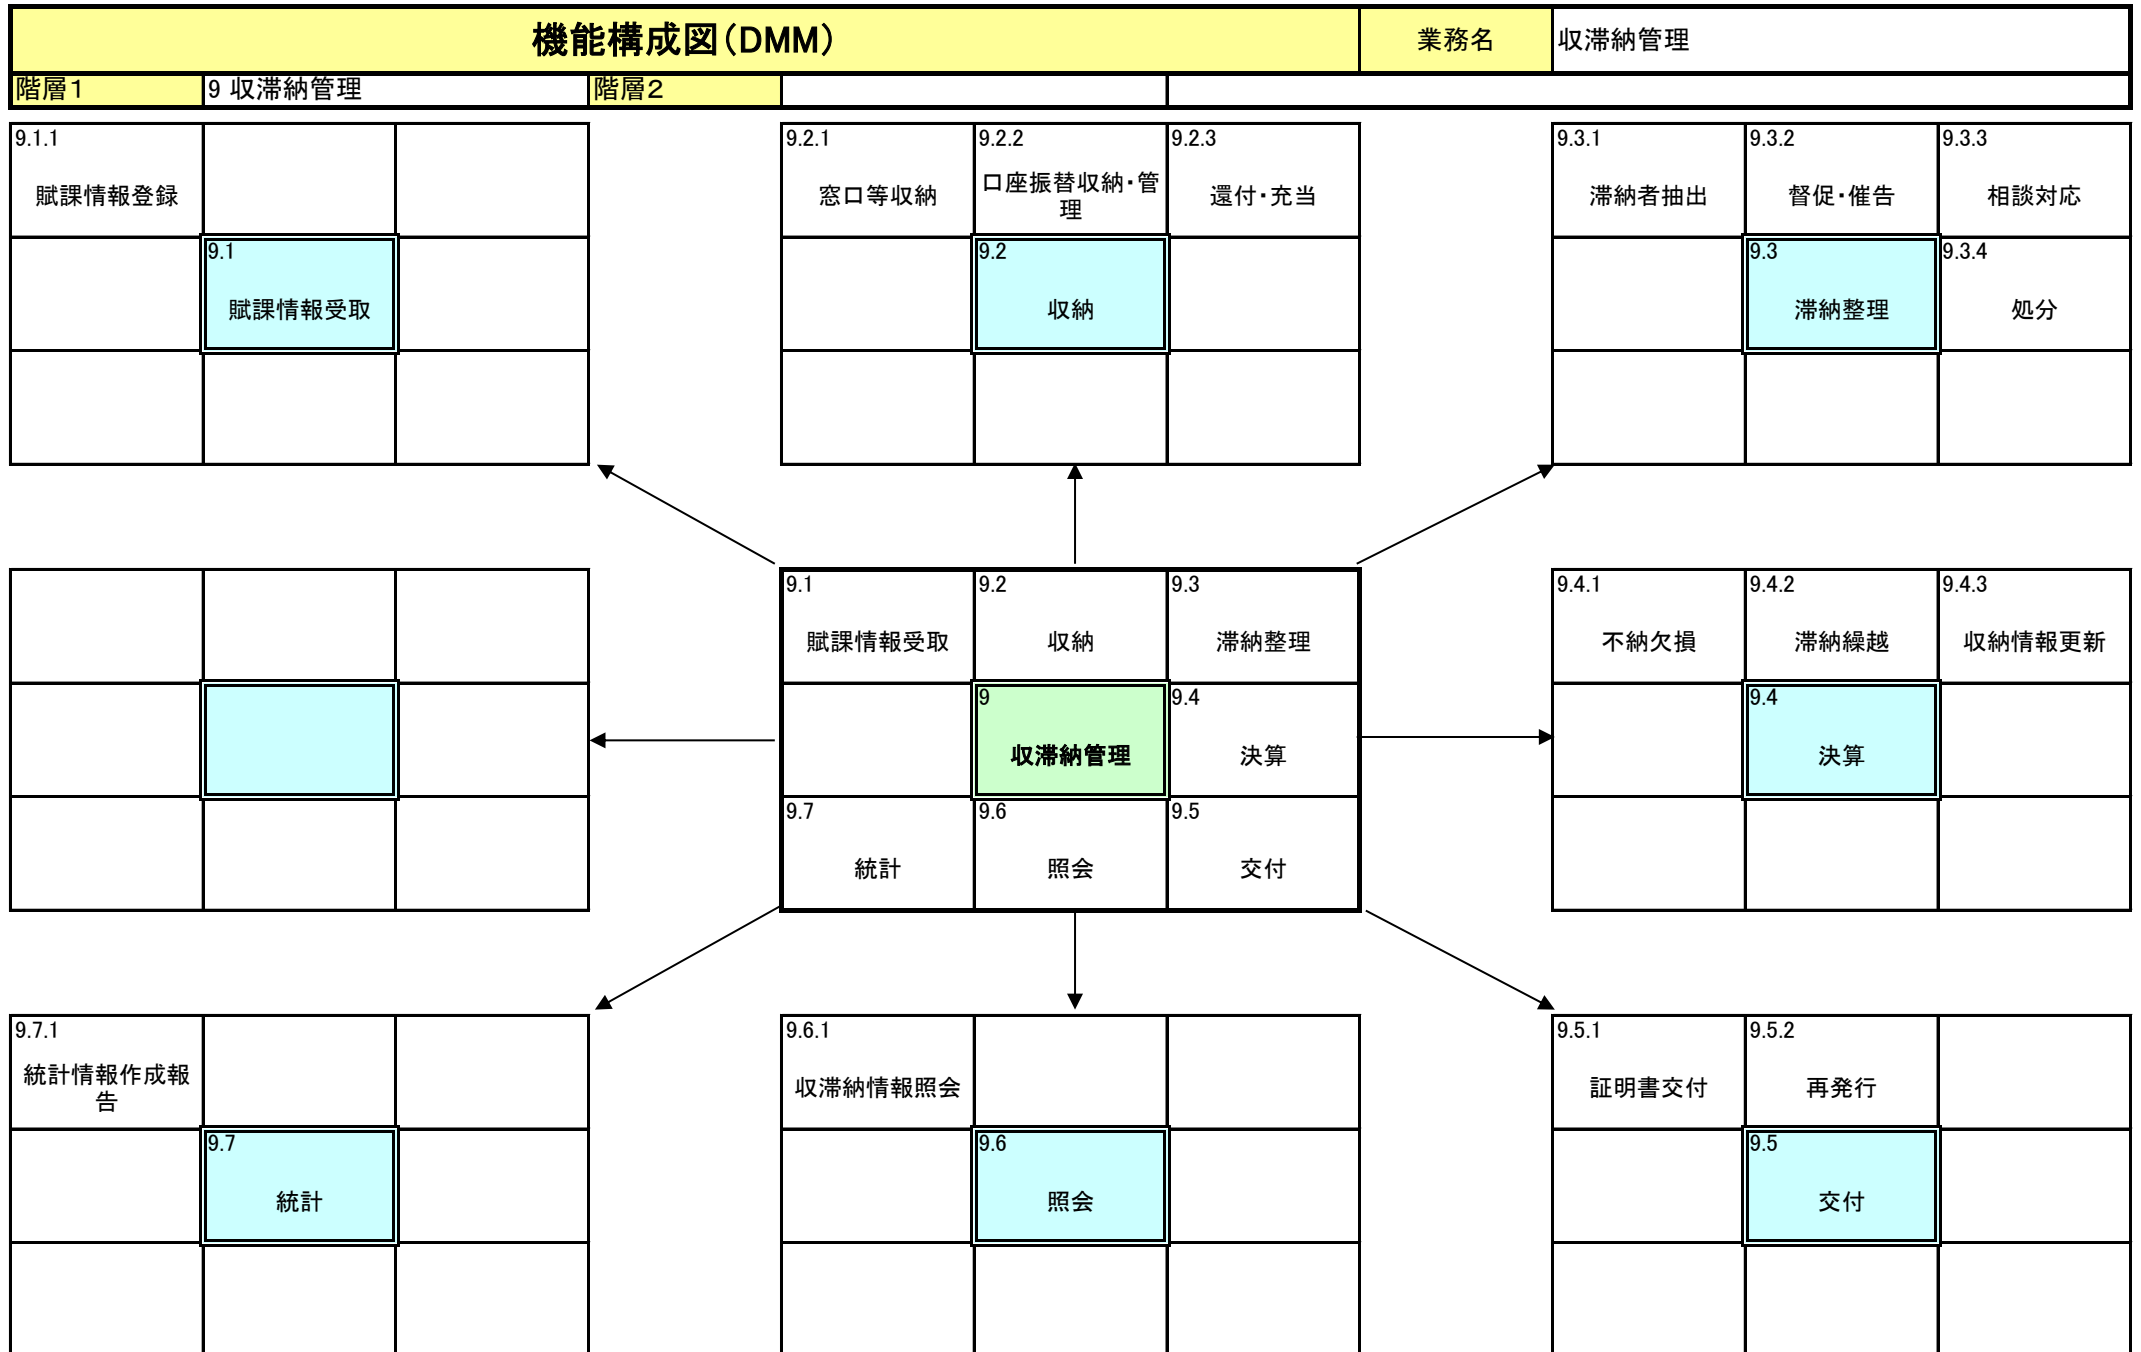 機能構成図(DMM)
業務名
収滞納管理
階層1
9 収滞納管理
階層2
9.1.1
賦課情報登録
9.1
賦課情報受取
9.2.1
窓口等収納
9.2.2
口座振替収納・管
理
9.2.3
還付・充当
9.2
収納
9.3.1
滞納者抽出
9.3.2
督促・催告
9.3.3
相談対応
9.3
滞納整理
9.3.4
処分
9.1
賦課情報受取
9.2
収納
9.3
滞納整理
9
収滞納管理
9.4
決算
9.7
統計
9.6
照会
9.5
交付
9.4.1
不納欠損
9.4.2
滞納繰越
9.4.3
収納情報更新
9.4
決算
9.7.1
統計情報作成報
告
9.7
統計
9.6.1
収滞納情報照会
9.6
照会
9.5.1
証明書交付
9.5.2
再発行
9.5
交付